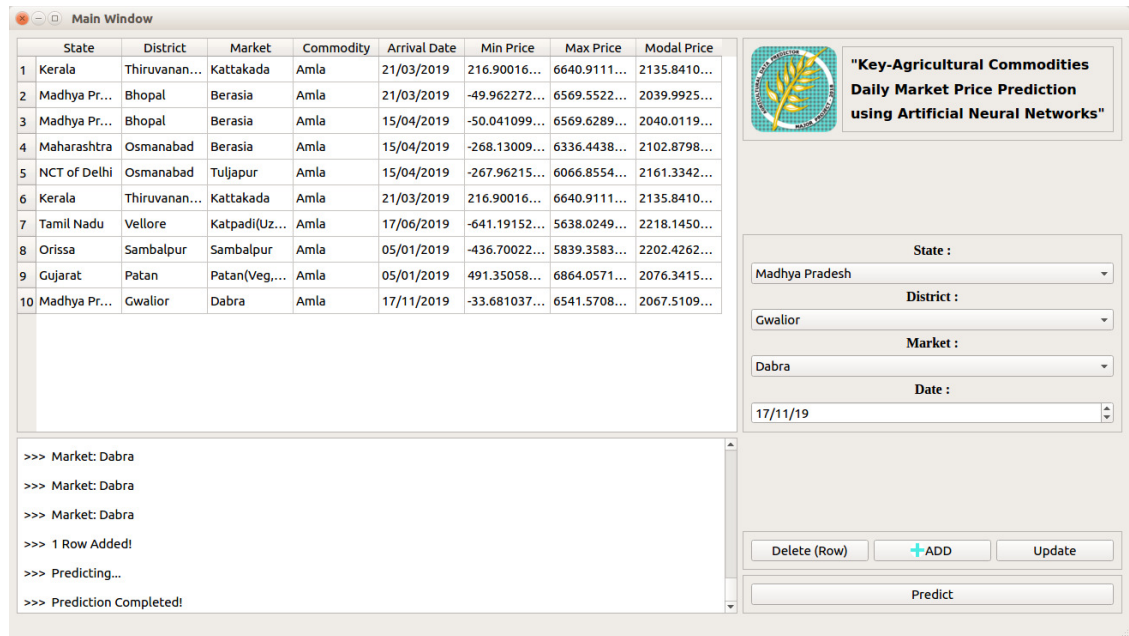 Main Window
State District Market Commodity Arrival Date Min Price Max Price Modal Price
1 Kerala Thiruvanan... Kattakada Amla 21/03/2019 216.90016... 6640.9111... 2135.8410...
2 Madhya Pr... Bhopal Berasia Amla 21/03/2019 -49.962272... 6569.5522... 2039.9925...
3 Madhya Pr... Bhopal Berasia Amla 15/04/2019 -50.041099... 6569.6289... 2040.0119...
4 Maharashtra Osmanabad Berasia Amla 15/04/2019 -268.13009... 6336.4438... 2102.8798...
5 NCT of Delhi Osmanabad Tuljapur Amla 15/04/2019 -267.96215... 6066.8554... 2161.3342...
6 Kerala Thiruvanan... Kattakada Amla 21/03/2019 216.90016... 6640.9111... 2135.8410...
7 Tamil Nadu Vellore Katpadi(Uz... Amla 17/06/2019 -641.19152... 5638.0249... 2218.1450...
8 Orissa Sambalpur Sambalpur Amla 05/01/2019 -436.70022... 5839.3583... 2202.4262...
9 Gujarat Patan Patan(Veg,... Amla 05/01/2019 491.35058... 6864.0571... 2076.3415...
10 Madhya Pr... Gwalior Dabra Amla 17/11/2019 -33.681037... 6541.5708... 2067.5109...
>>> Market: Dabra
>>> Market: Dabra
>>> Market: Dabra
>>> 1 Row Added!
>>> Predicting...
>>> Prediction Completed!
AGRICULTURAL DATA PREDICTOR
MAJOR PROJECT
"Key-Agricultural Commodities
Daily Market Price Prediction
using Artificial Neural Networks"
State :
Madhya Pradesh
District :
Gwalior
Market :
Dabra
Date :
17/11/19
Delete (Row) ADD Update
Predict